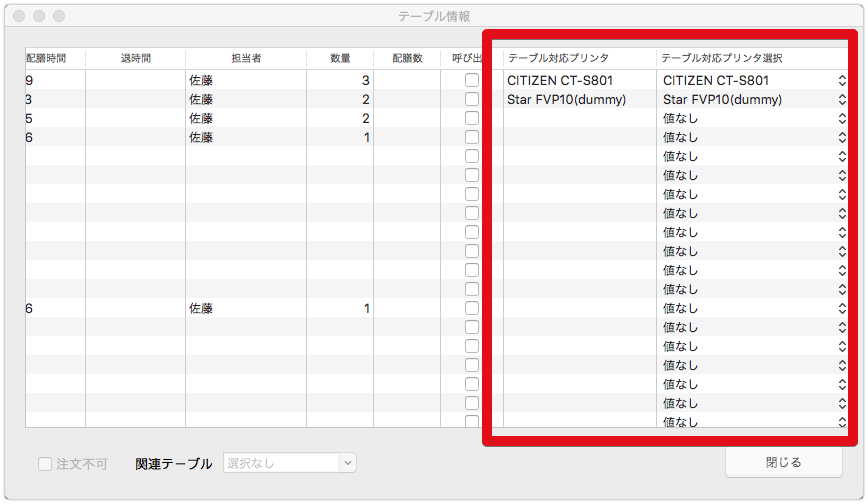 テーブル情報
配膳時間 退時間 担当者 数量 配膳数 呼び出 テーブル対応プリンタ テーブル対応プリンタ選択
9 佐藤 3 CITIZEN CT-S801 CITIZEN CT-S801
3 佐藤 2 Star FVP10(dummy) Star FVP10(dummy)
5 佐藤 2 値なし
6 佐藤 1 値なし
値なし
値なし
値なし
値なし
値なし
値なし
値なし
値なし
6 佐藤 1 値なし
値なし
値なし
値なし
値なし
値なし
値なし
注文不可 関連テーブル 選択なし 閉じる